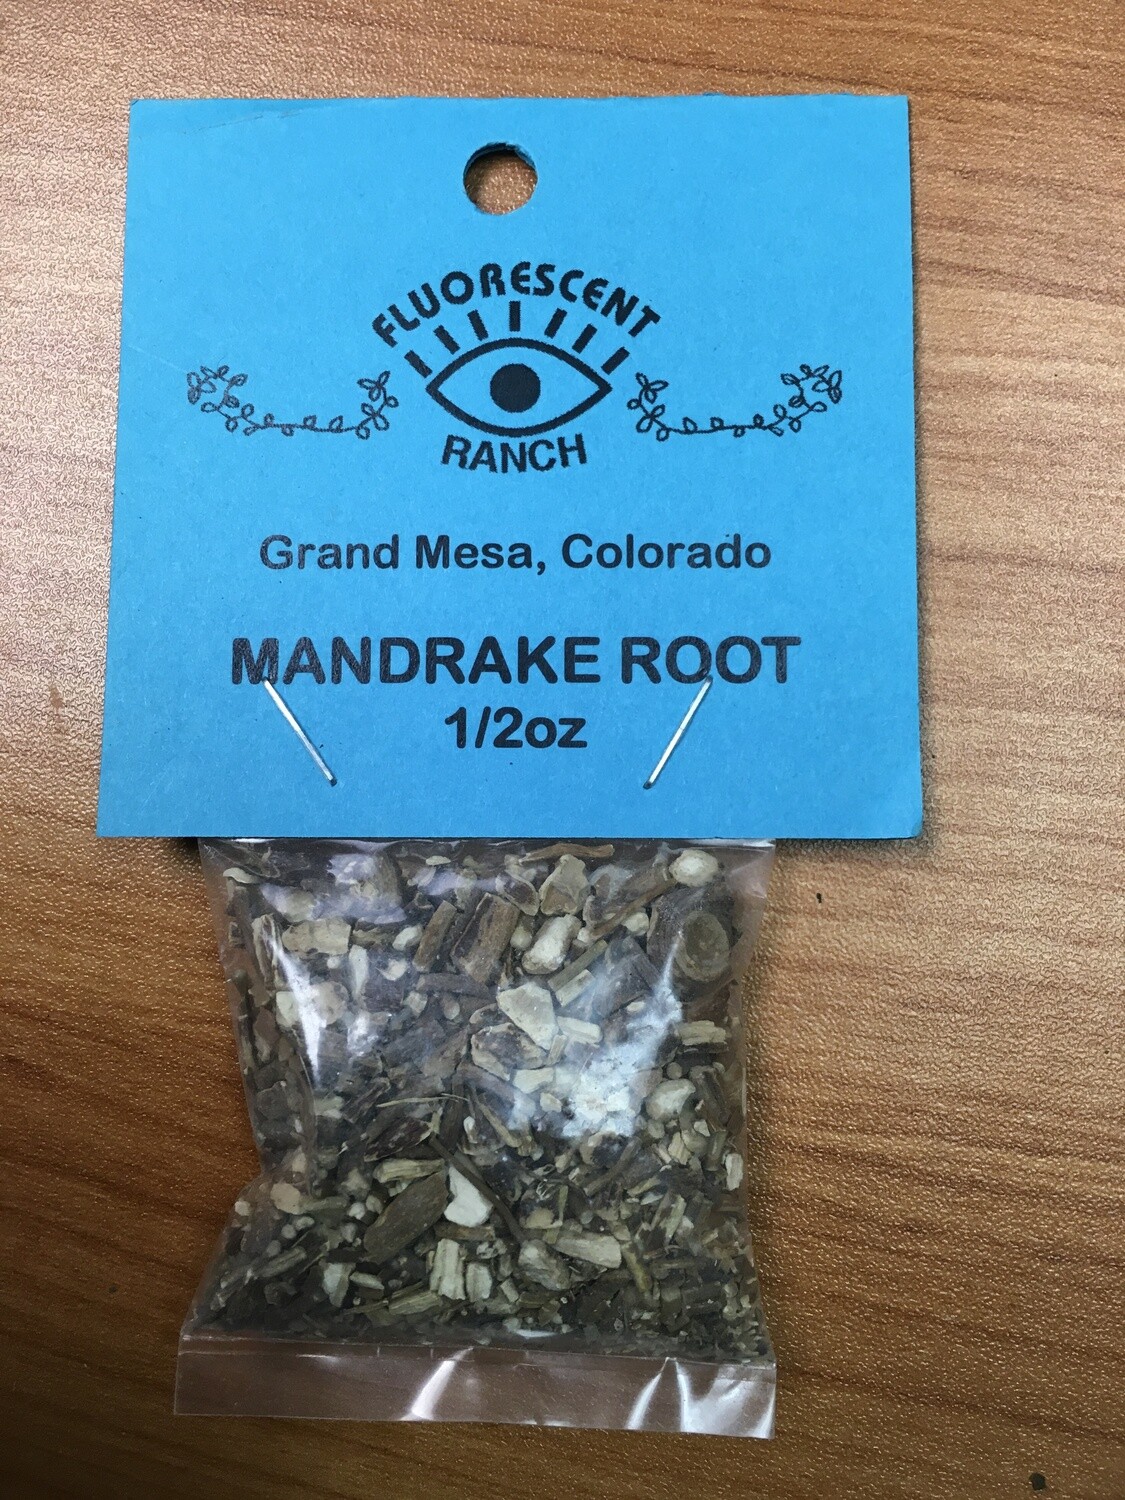 FLUORESCENT
RANCH
Grand Mesa, Colorado
MANDRAKE ROOT
1/2oz